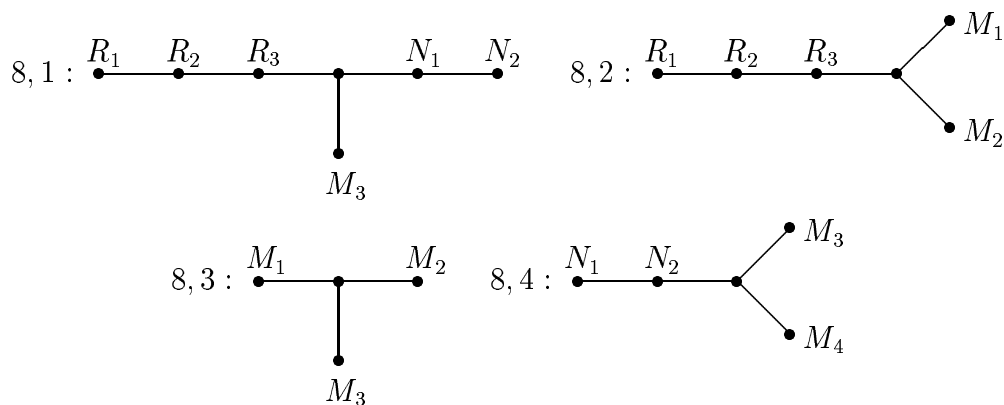 8, 1 : R₁ R₂ R₃ N₁ N₂
M₃
8, 2 : R₁ R₂ R₃ M₁
M₂
8, 3 : M₁ M₂
M₃
8, 4 : N₁ N₂ M₃
M₄